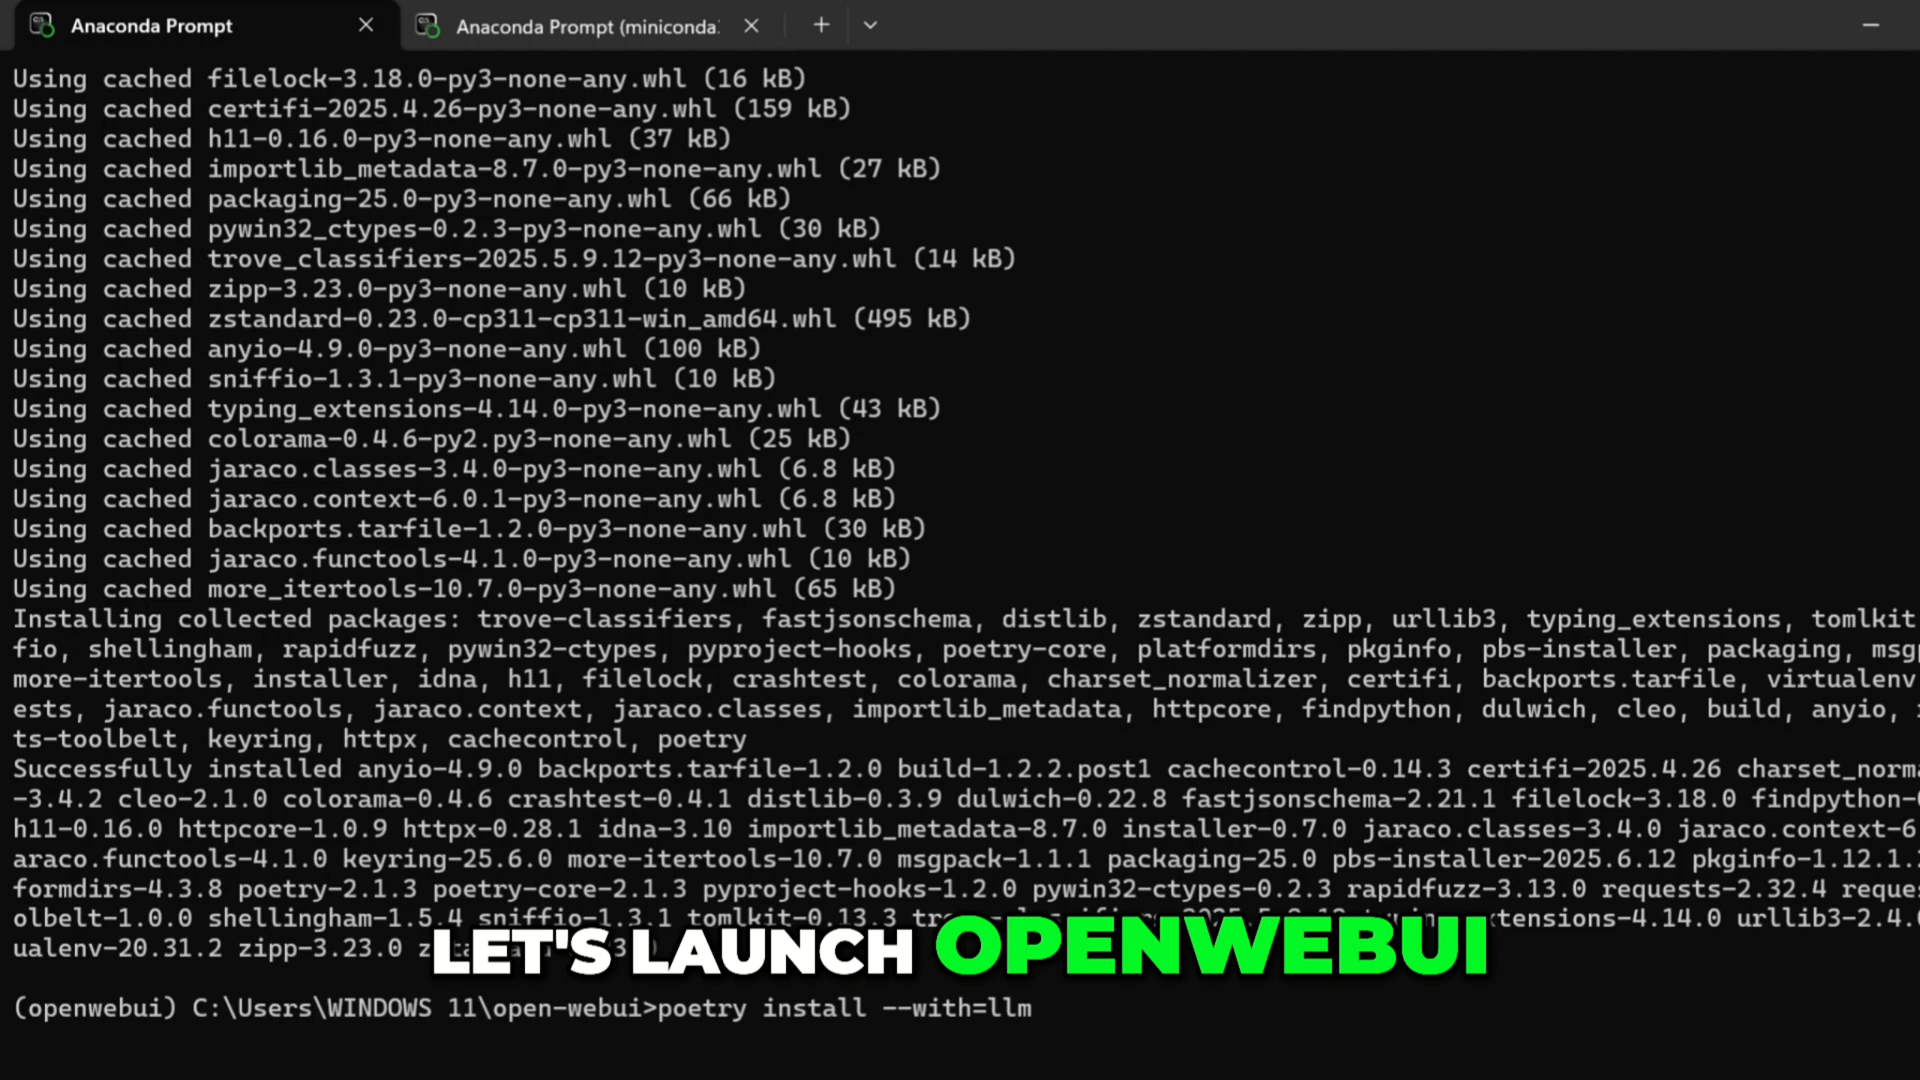 Anaconda Prompt
Anaconda Prompt (miniconda
Using cached filelock-3.18.0-py3-none-any.whl (16 kB)
Using cached certifi-2025.4.26-py3-none-any.whl (159 kB)
Using cached h11-0.16.0-py3-none-any.whl (37 kB)
Using cached importlib_metadata-8.7.0-py3-none-any.whl (27 kB)
Using cached packaging-25.0-py3-none-any.whl (66 kB)
Using cached pywin32_ctypes-0.2.3-py3-none-any.whl (30 kB)
Using cached trove_classifiers-2025.5.9.12-py3-none-any.whl (14 kB)
Using cached zipp-3.23.0-py3-none-any.whl (10 kB)
Using cached zstandard-0.23.0-cp311-cp311-win_amd64.whl (495 kB)
Using cached anyio-4.9.0-py3-none-any.whl (100 kB)
Using cached sniffio-1.3.1-py3-none-any.whl (10 kB)
Using cached typing_extensions-4.14.0-py3-none-any.whl (43 kB)
Using cached colorama-0.4.6-py2.py3-none-any.whl (25 kB)
Using cached jaraco.classes-3.4.0-py3-none-any.whl (6.8 kB)
Using cached jaraco.context-6.0.1-py3-none-any.whl (6.8 kB)
Using cached backports.tarfile-1.2.0-py3-none-any.whl (30 kB)
Using cached jaraco.functools-4.1.0-py3-none-any.whl (10 kB)
Using cached more_itertools-10.7.0-py3-none-any.whl (65 kB)
Installing collected packages: trove-classifiers, fastjsonschema, distlib, zstandard, zipp, urllib3, typing_extensions, tomlkit
fio, shellingham, rapidfuzz, pywin32-ctypes, pyproject-hooks, poetry-core, platformdirs, pkginfo, pbs-installer, packaging, msg
more-itertools, installer, idna, h11, filelock, crashtest, colorama, charset_normalizer, certifi, backports.tarfile, virtualenv
ests, jaraco.functools, jaraco.context, jaraco.classes, importlib_metadata, httpcore, findpython, dulwich, cleo, build, anyio,
ts-toolbelt, keyring, httpx, cachecontrol, poetry
Successfully installed anyio-4.9.0 backports.tarfile-1.2.0 build-1.2.2.post1 cachecontrol-0.14.3 certifi-2025.4.26 charset_norma
-3.4.2 cleo-2.1.0 colorama-0.4.6 crashtest-0.4.1 distlib-0.3.9 dulwich-0.22.8 fastjsonschema-2.21.1 filelock-3.18.0 findpython-
h11-0.16.0 httpcore-1.0.9 httpx-0.28.1 idna-3.10 importlib_metadata-8.7.0 installer-0.7.0 jaraco.classes-3.4.0 jaraco.context-6
araco.functools-4.1.0 keyring-25.6.0 more-itertools-10.7.0 msgpack-1.1.1 packaging-25.0 pbs-installer-2025.6.12 pkginfo-1.12.1.
formdirs-4.3.8 poetry-2.1.3 poetry-core-2.1.3 pyproject-hooks-1.2.0 pywin32-ctypes-0.2.3 rapidfuzz-3.13.0 requests-2.32.4 reque
olbelt-1.0.0 shellingham-1.5.4 sniffio-1.3.1 tomlkit-0.13.3 xtensions-4.14.0 urllib3-2.4.
ualenv-20.31.2 zipp-3.23.0
LET'S LAUNCH OPENWEBUI
(openwebui) C:\Users\WINDOWS 11\open-webui>poetry install --with=llm